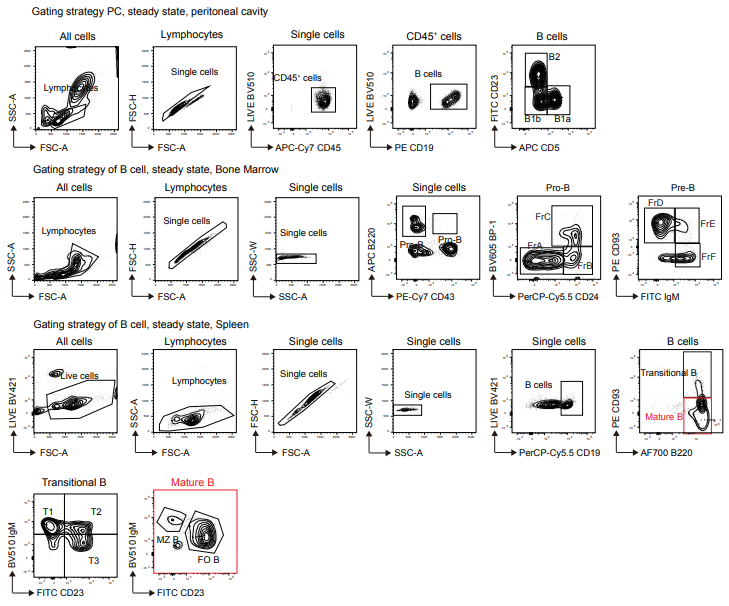 Gating strategy PC, steady state, peritoneal cavity
All cells
Lymphocytes
Single cells
CD45⁺ cells
B cells
Lymphocytes
Single cells
CD45⁺ cells
B cells
B2
B1b
B1a
SSC-A
FSC-A
FSC-H
FSC-A
LIVE BV510
APC-Cy7 CD45
LIVE BV510
PE CD19
FITC CD23
APC CD5
Gating strategy of B cell, steady state, Bone Marrow
All cells
Lymphocytes
Single cells
Single cells
Pro-B
Pre-B
Lymphocytes
Single cells
Single cells
Pre-B
Pro-B
FrC
FrA
FrB
FrD
FrE
FrF
SSC-A
FSC-A
FSC-H
FSC-A
SSC-W
SSC-A
APC B220
PE-Cy7 CD43
BV605 BP-1
PerCP-Cy5.5 CD24
PE CD93
FITC IgM
Gating strategy of B cell, steady state, Spleen
All cells
Lymphocytes
Single cells
Single cells
Single cells
B cells
Live cells
Lymphocytes
Single cells
Single cells
B cells
Transitional B
Mature B
LIVE BV421
FSC-A
SSC-A
FSC-A
FSC-H
FSC-A
SSC-W
SSC-A
LIVE BV421
PerCP-Cy5.5 CD19
PE CD93
AF700 B220
Transitional B
Mature B
T1
T2
T3
MZ B
FO B
BV510 IgM
FITC CD23
BV510 IgM
FITC CD23